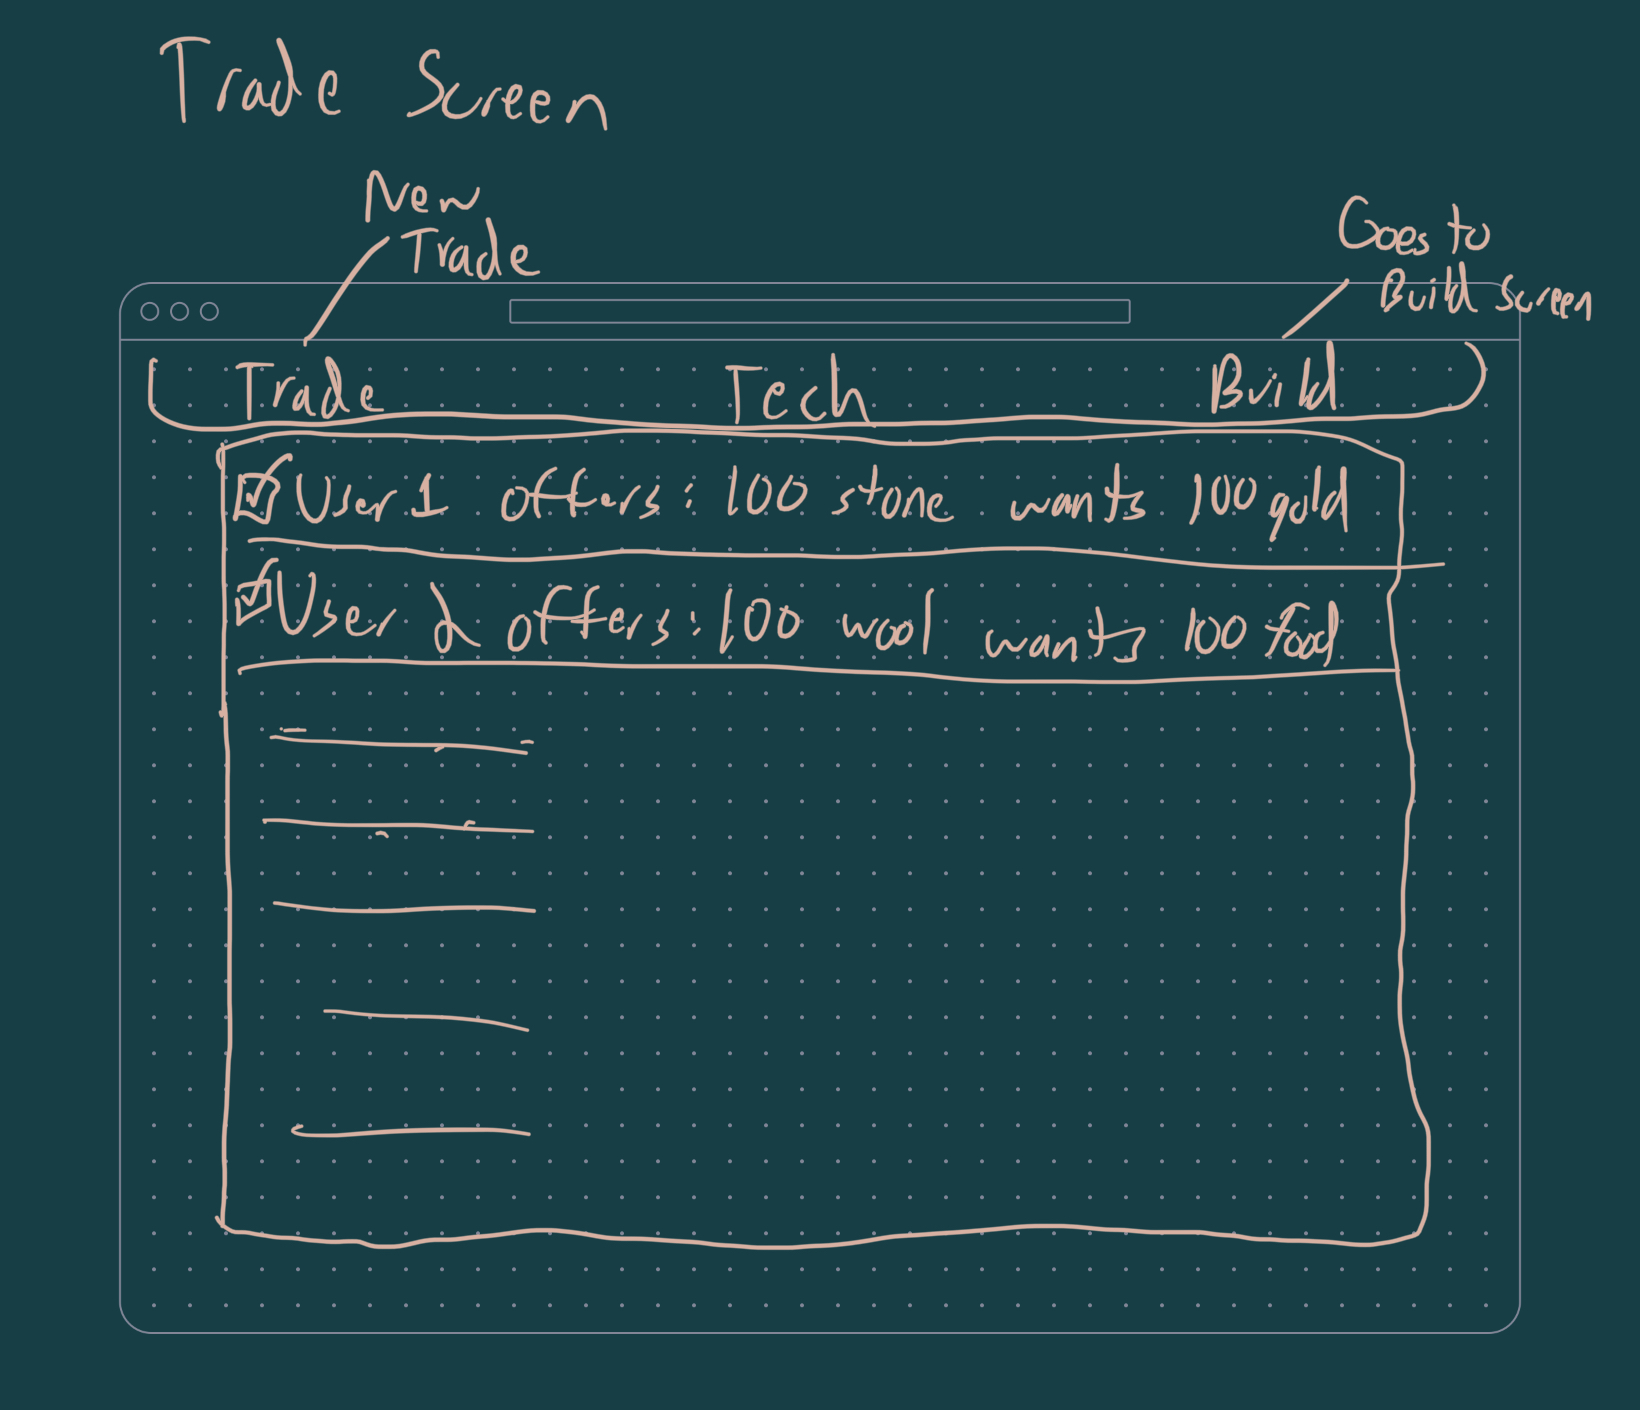 Trade Screen
New
Trade
Goes to
Build Screen
Trade Tech Build
User 1 offers: 100 stone wants 100 gold
User 2 offers: 100 wool wants 100 food